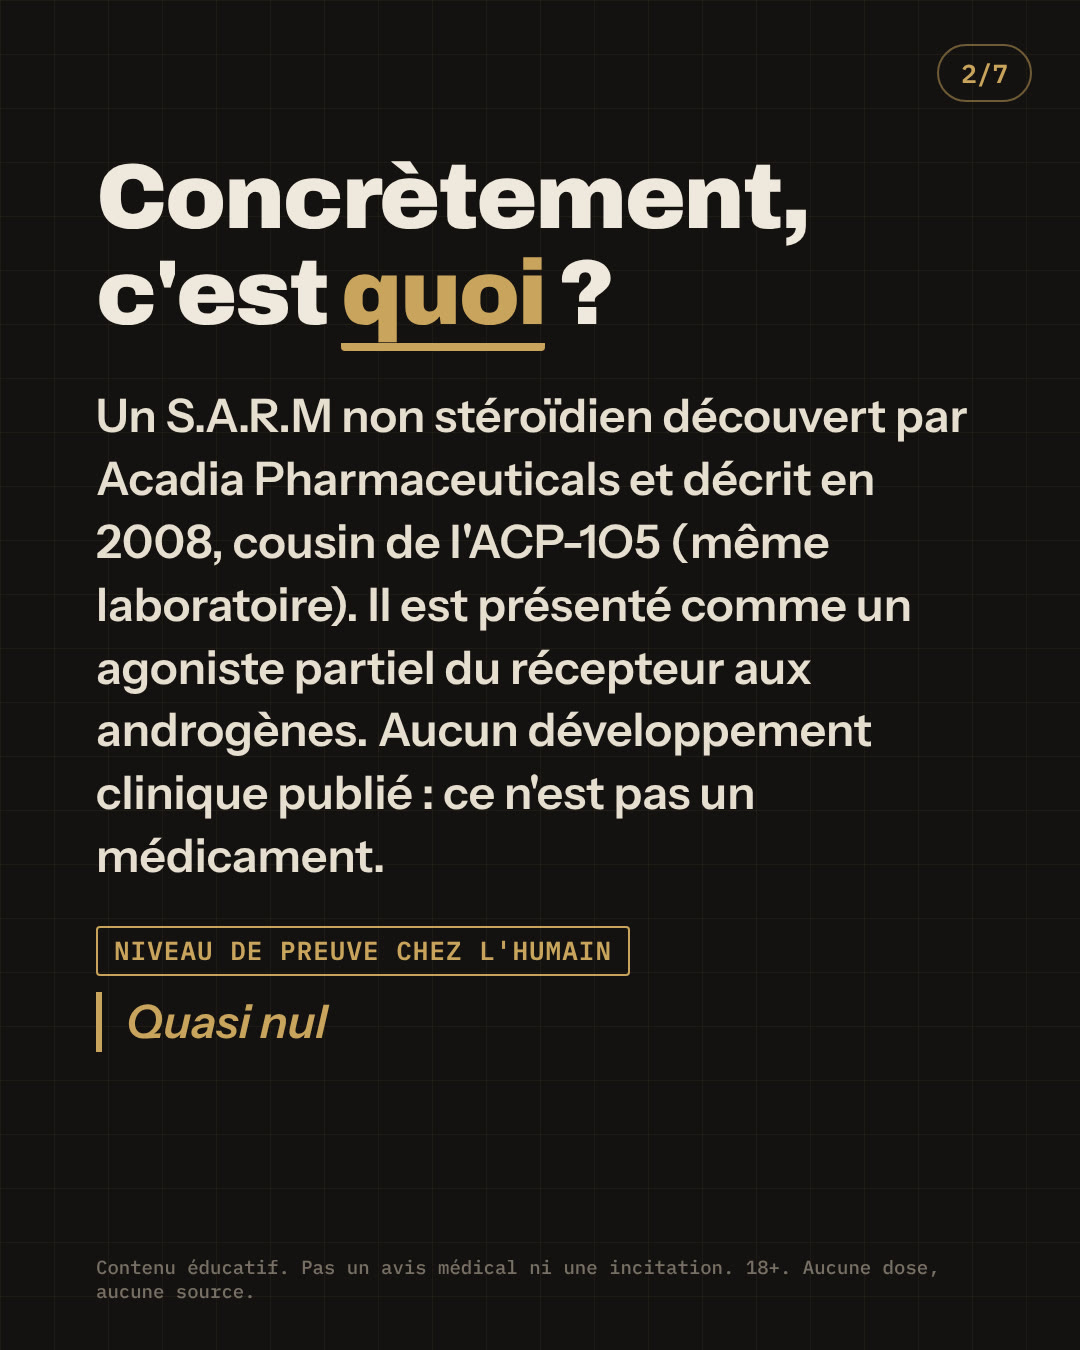 2/7
Concrètement,
c'est quoi ?
Un S.A.R.M non stéroïdien découvert par
Acadia Pharmaceuticals et décrit en
2008, cousin de l'ACP-105 (même
laboratoire). Il est présenté comme un
agoniste partiel du récepteur aux
androgènes. Aucun développement
clinique publié : ce n'est pas un
médicament.
NIVEAU DE PREUVE CHEZ L'HUMAIN
Quasi nul
Contenu éducatif. Pas un avis médical ni une incitation. 18+. Aucune dose,
aucune source.